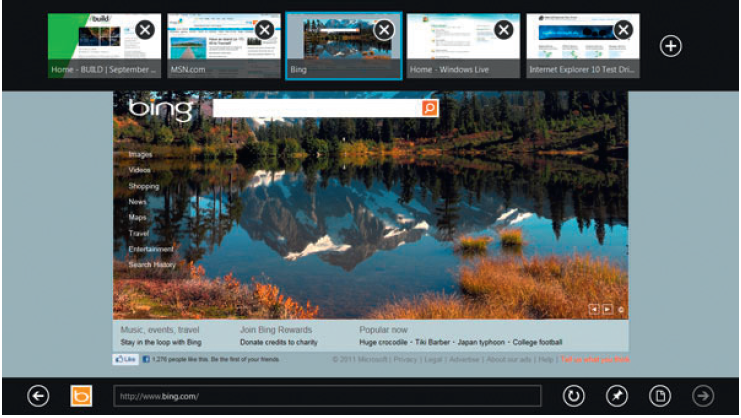 build
Home - BUILD | September ...
MSN.com
Bing
Home - Windows Live
Internet Explorer 10 Test Dri...
bing
Images
Videos
Shopping
News
Maps
Travel
Entertainment
Search History
Music, events, travel
Join Bing Rewards
Popular now
Stay in the loop with Bing
Donate credits to charity
Huge crocodile · Tiki Barber · Japan typhoon · College football
Like
1,276 people like this. Be the first of your friends.
© 2011 Microsoft | Privacy | Legal | Advertise | About our ads | Help | Tell us what you think
http://www.bing.com/